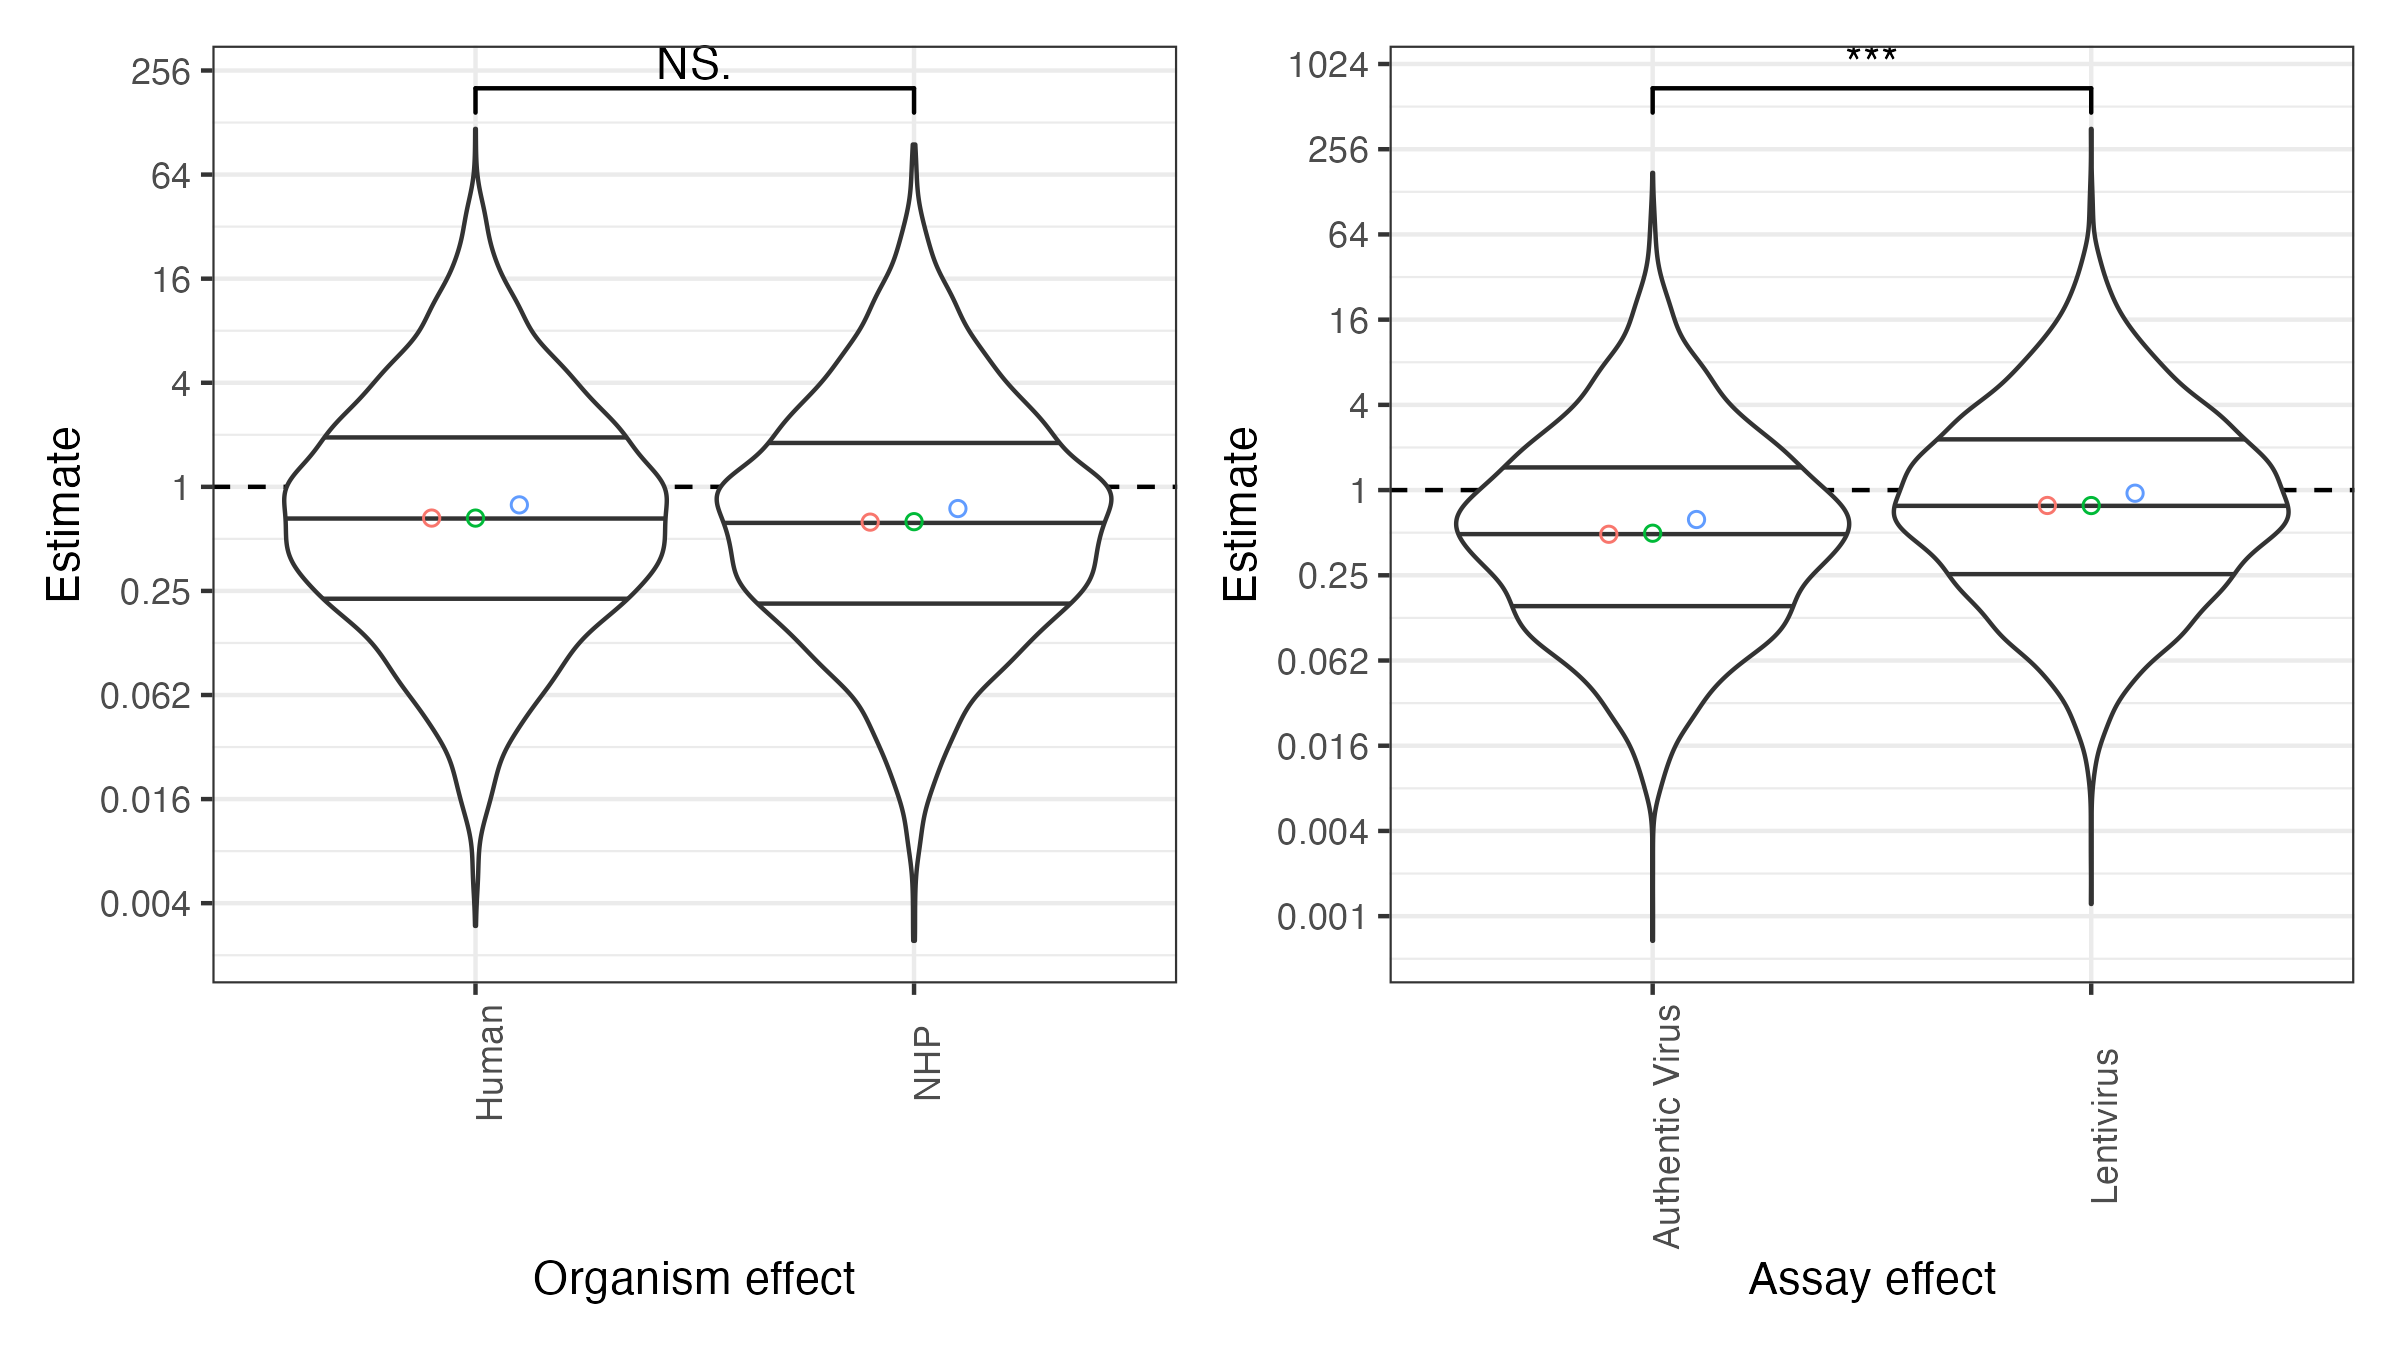 NS.
256
64
16
4
1
0.25
0.062
0.016
0.004
Estimate
Human
NHP
Organism effect
***
1024
256
64
16
4
1
0.25
0.062
0.016
0.004
0.001
Estimate
Authentic Virus
Lentivirus
Assay effect